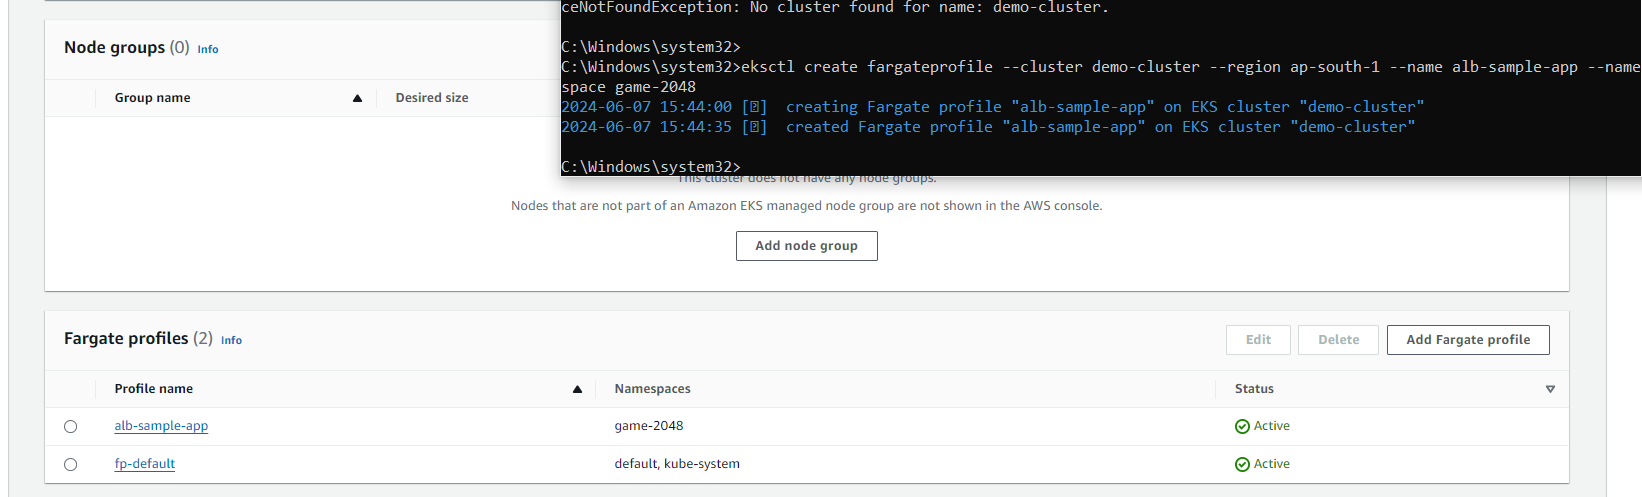 ceNotFoundException: No cluster found for name: demo-cluster.
C:\Windows\system32>
C:\Windows\system32>eksctl create fargateprofile --cluster demo-cluster --region ap-south-1 --name alb-sample-app --name
space game-2048
2024-06-07 15:44:00 [�]  creating Fargate profile "alb-sample-app" on EKS cluster "demo-cluster"
2024-06-07 15:44:35 [�]  created Fargate profile "alb-sample-app" on EKS cluster "demo-cluster"
C:\Windows\system32>
Node groups (0) Info
Group name Desired size
This cluster does not have any node groups.
Nodes that are not part of an Amazon EKS managed node group are not shown in the AWS console.
Add node group
Fargate profiles (2) Info Edit Delete Add Fargate profile
Profile name Namespaces Status
alb-sample-app game-2048 Active
fp-default default, kube-system Active